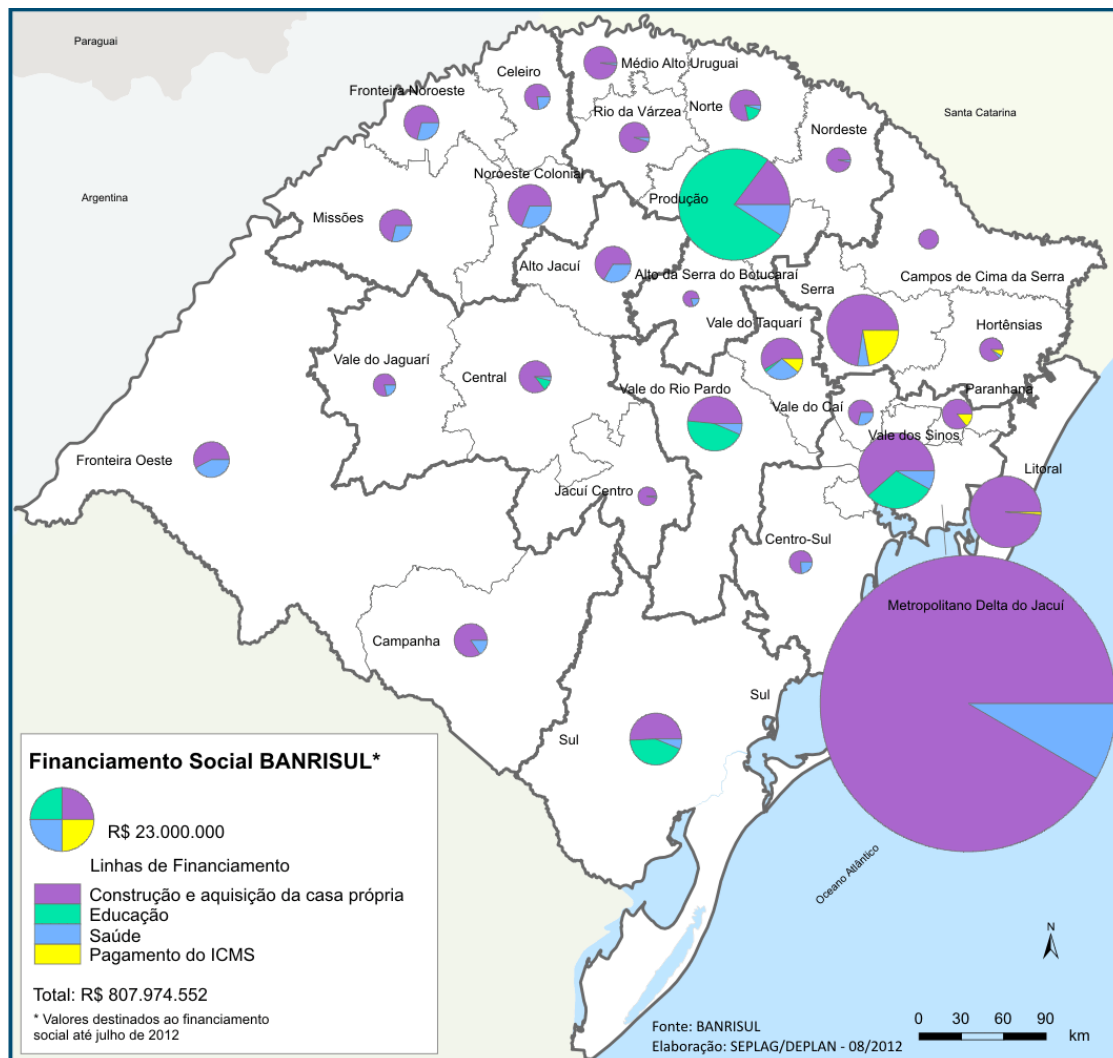 Paraguai
Argentina
Santa Catarina
Celeiro
Médio Alto Uruguai
Fronteira Noroeste
Rio da Várzea
Norte
Nordeste
Noroeste Colonial
Produção
Missões
Alto Jacuí
Alto da Serra do Botucaraí
Serra
Campos de Cima da Serra
Vale do Taquarí
Hortênsias
Vale do Jaguarí
Central
Vale do Rio Pardo
Vale do Caí
Paranhana
Vale dos Sinos
Fronteira Oeste
Litoral
Jacuí Centro
Centro-Sul
Metropolitano Delta do Jacuí
Campanha
Sul
Sul
Oceano Atlântico
Financiamento Social BANRISUL*
R$ 23.000.000
Linhas de Financiamento
Construção e aquisição da casa própria
Educação
Saúde
Pagamento do ICMS
Total: R$ 807.974.552
* Valores destinados ao financiamento
social até julho de 2012
N
Fonte: BANRISUL
Elaboração: SEPLAG/DEPLAN - 08/2012
0 30 60 90
km